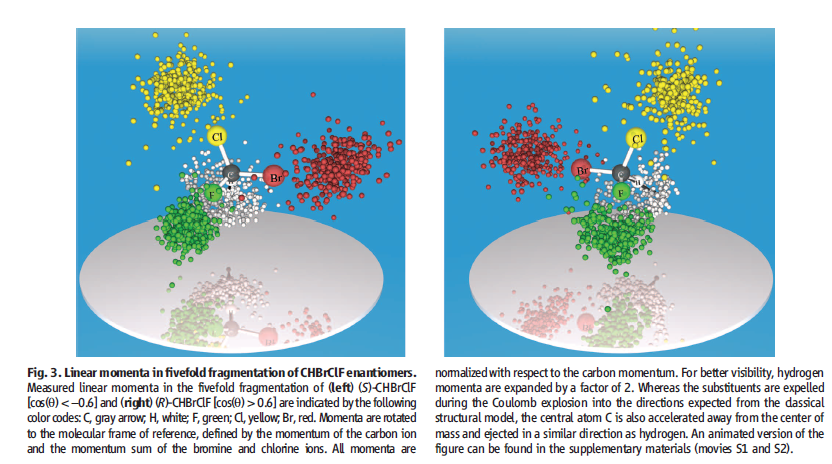 Cl
Br
C
F
H
Cl
Br
C
H
F
Fig. 3. Linear momenta in fivefold fragmentation of CHBrClF enantiomers.
Measured linear momenta in the fivefold fragmentation of (left) (S)-CHBrClF
[cos(θ) < −0.6] and (right) (R)-CHBrClF [cos(θ) > 0.6] are indicated by the following
color codes: C, gray arrow; H, white; F, green; Cl, yellow; Br, red. Momenta are rotated
to the molecular frame of reference, defined by the momentum of the carbon ion
and the momentum sum of the bromine and chlorine ions. All momenta are
normalized with respect to the carbon momentum. For better visibility, hydrogen
momenta are expanded by a factor of 2. Whereas the substituents are expelled
during the Coulomb explosion into the directions expected from the classical
structural model, the central atom C is also accelerated away from the center of
mass and ejected in a similar direction as hydrogen. An animated version of the
figure can be found in the supplementary materials (movies S1 and S2).